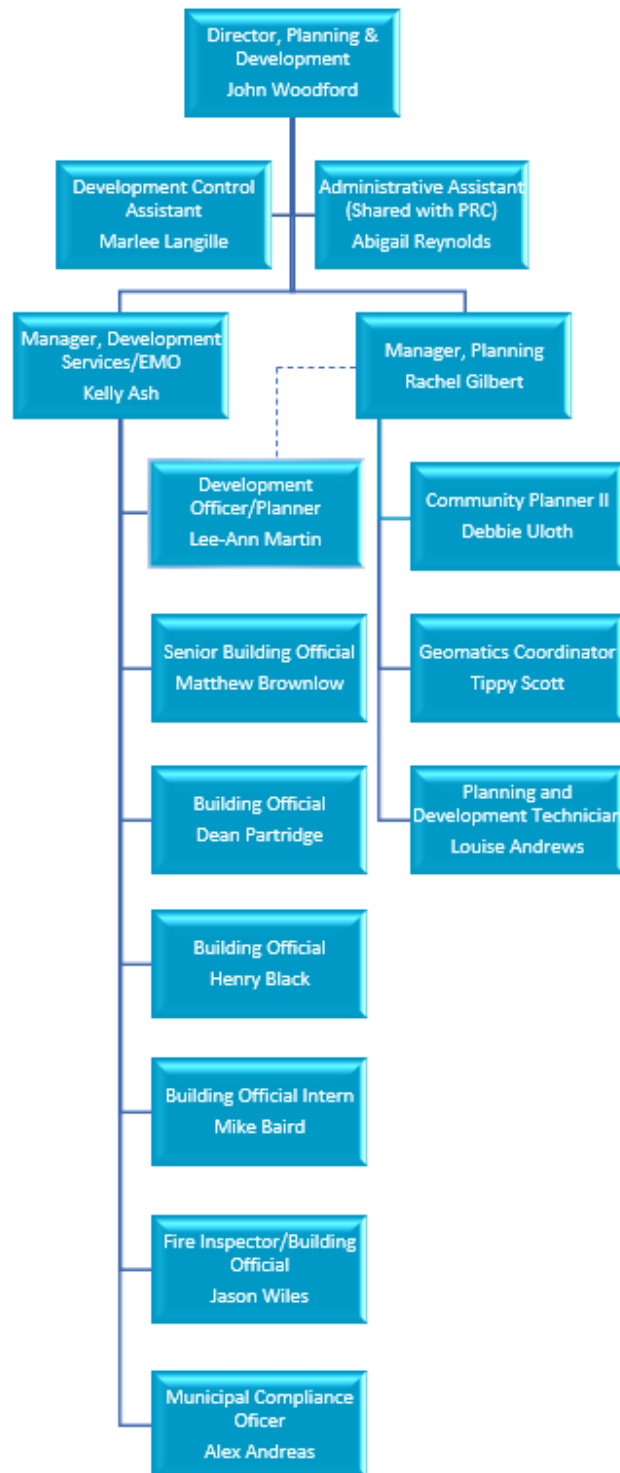 Director, Planning &
Development
John Woodford
Development Control
Assistant
Marlee Langille
Administrative Assistant
(Shared with PRC)
Abigail Reynolds
Manager, Development
Services/EMO
Kelly Ash
Manager, Planning
Rachel Gilbert
Development
Officer/Planner
Lee-Ann Martin
Community Planner II
Debbie Uloth
Senior Building Official
Matthew Brownlow
Geomatics Coordinator
Tippy Scott
Building Official
Dean Partridge
Planning and
Development Technician
Louise Andrews
Building Official
Henry Black
Building Official Intern
Mike Baird
Fire Inspector/Building
Official
Jason Wiles
Municipal Compliance
Oficer
Alex Andreas